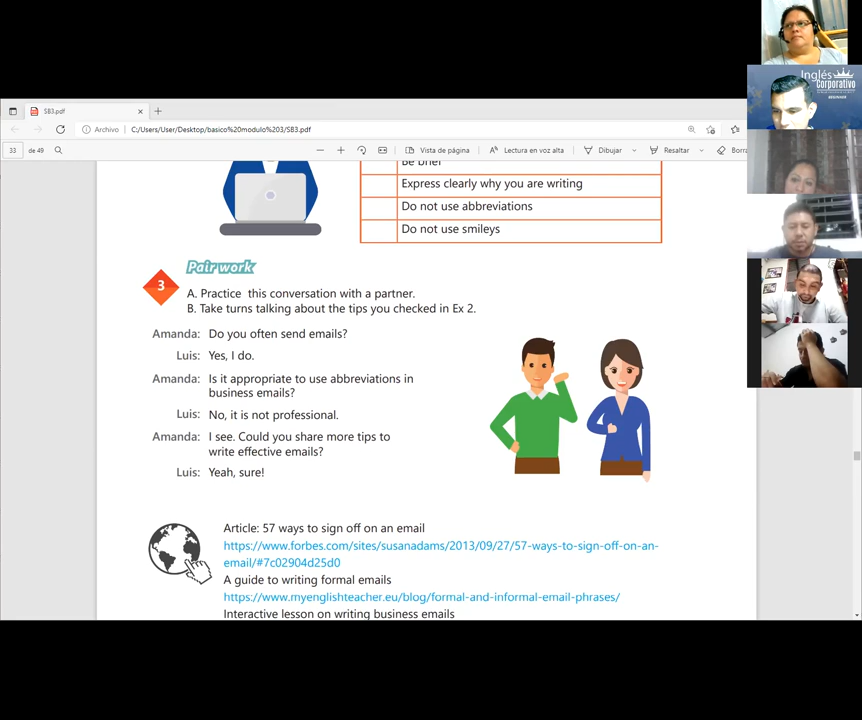 SB3.pdf
Archivo
C:/Users/User/Desktop/basico%20modulo%203/SB3.pdf
33
de 49
Vista de página
Lectura en voz alta
Dibujar
Resaltar
Borra
Be brief
Express clearly why you are writing
Do not use abbreviations
Do not use smileys
Pair work
3
A. Practice this conversation with a partner.
B. Take turns talking about the tips you checked in Ex 2.
Amanda: Do you often send emails?
Luis: Yes, I do.
Amanda: Is it appropriate to use abbreviations in
business emails?
Luis: No, it is not professional.
Amanda: I see. Could you share more tips to
write effective emails?
Luis: Yeah, sure!
Article: 57 ways to sign off on an email
https://www.forbes.com/sites/susanadams/2013/09/27/57-ways-to-sign-off-on-an-
email/#7c02904d25d0
A guide to writing formal emails
https://www.myenglishteacher.eu/blog/formal-and-informal-email-phrases/
Interactive lesson on writing business emails
Inglés
Corporativo